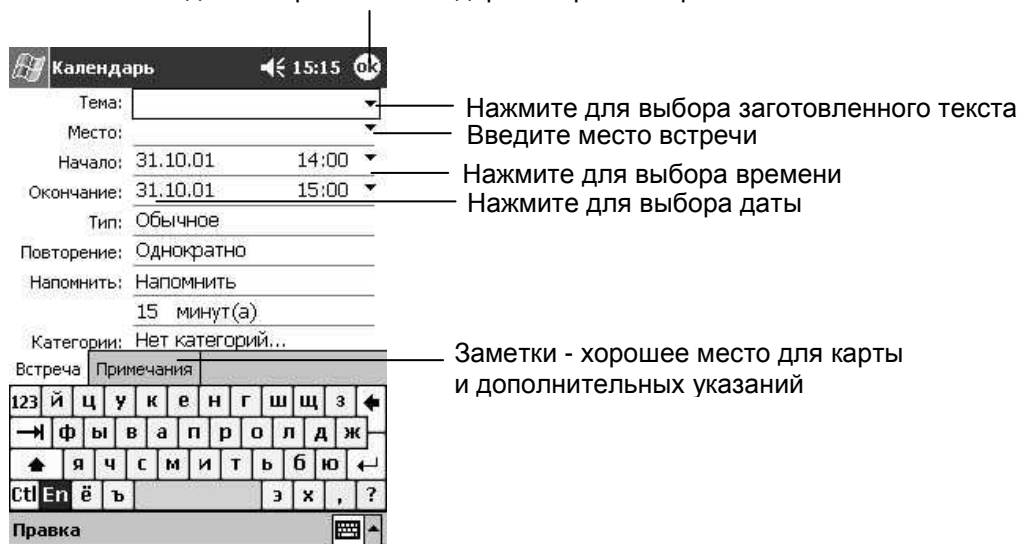 Календарь 15:15 ok
Тема:
Место:
Начало: 31.10.01 14:00
Окончание: 31.10.01 15:00
Тип: Обычное
Повторение: Однократно
Напомнить: Напомнить
15 минут(а)
Категории: Нет категорий...
Встреча Примечания
123 й ц у к е н г ш щ з
ф ы в а п р о л д ж
я ч с м и т ь б ю
Ctl En ё ъ э х , ?
Правка
Нажмите для выбора заготовленного текста
Введите место встречи
Нажмите для выбора времени
Нажмите для выбора даты
Заметки - хорошее место для карты
и дополнительных указаний